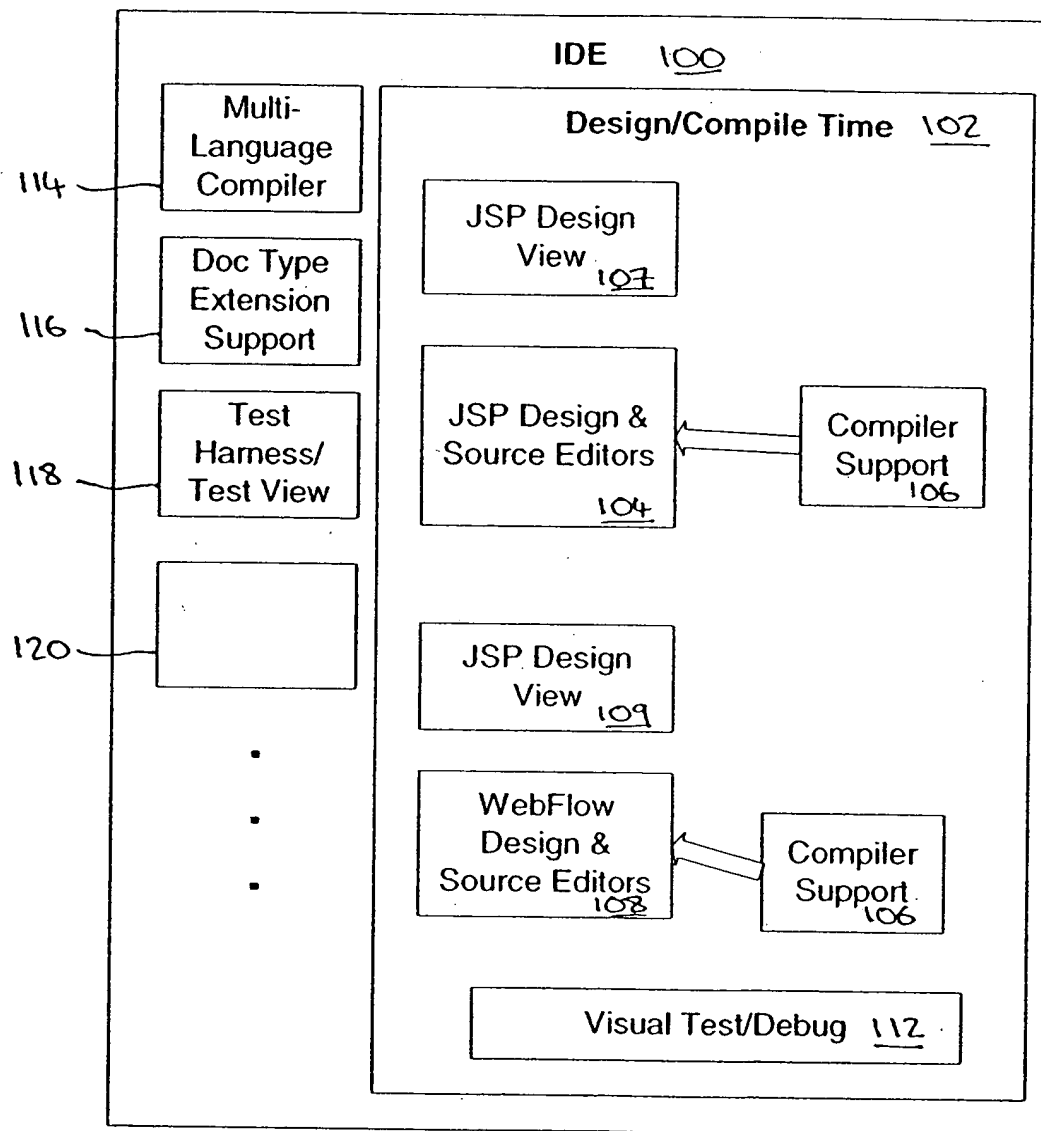 IDE 100
Multi-
Language
Compiler
114
Doc Type
Extension
Support
116
Test
Harness/
Test View
118
120
Design/Compile Time 102
JSP Design
View
107
JSP Design &
Source Editors
104
Compiler
Support
106
JSP Design
View
109
WebFlow
Design &
Source Editors
108
Compiler
Support
106
Visual Test/Debug 112